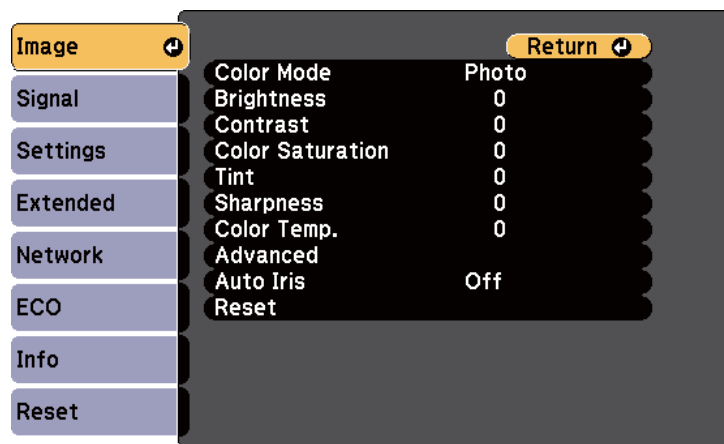 Image
Signal
Settings
Extended
Network
ECO
Info
Reset
Return
Color Mode Photo
Brightness 0
Contrast 0
Color Saturation 0
Tint 0
Sharpness 0
Color Temp. 0
Advanced
Auto Iris Off
Reset